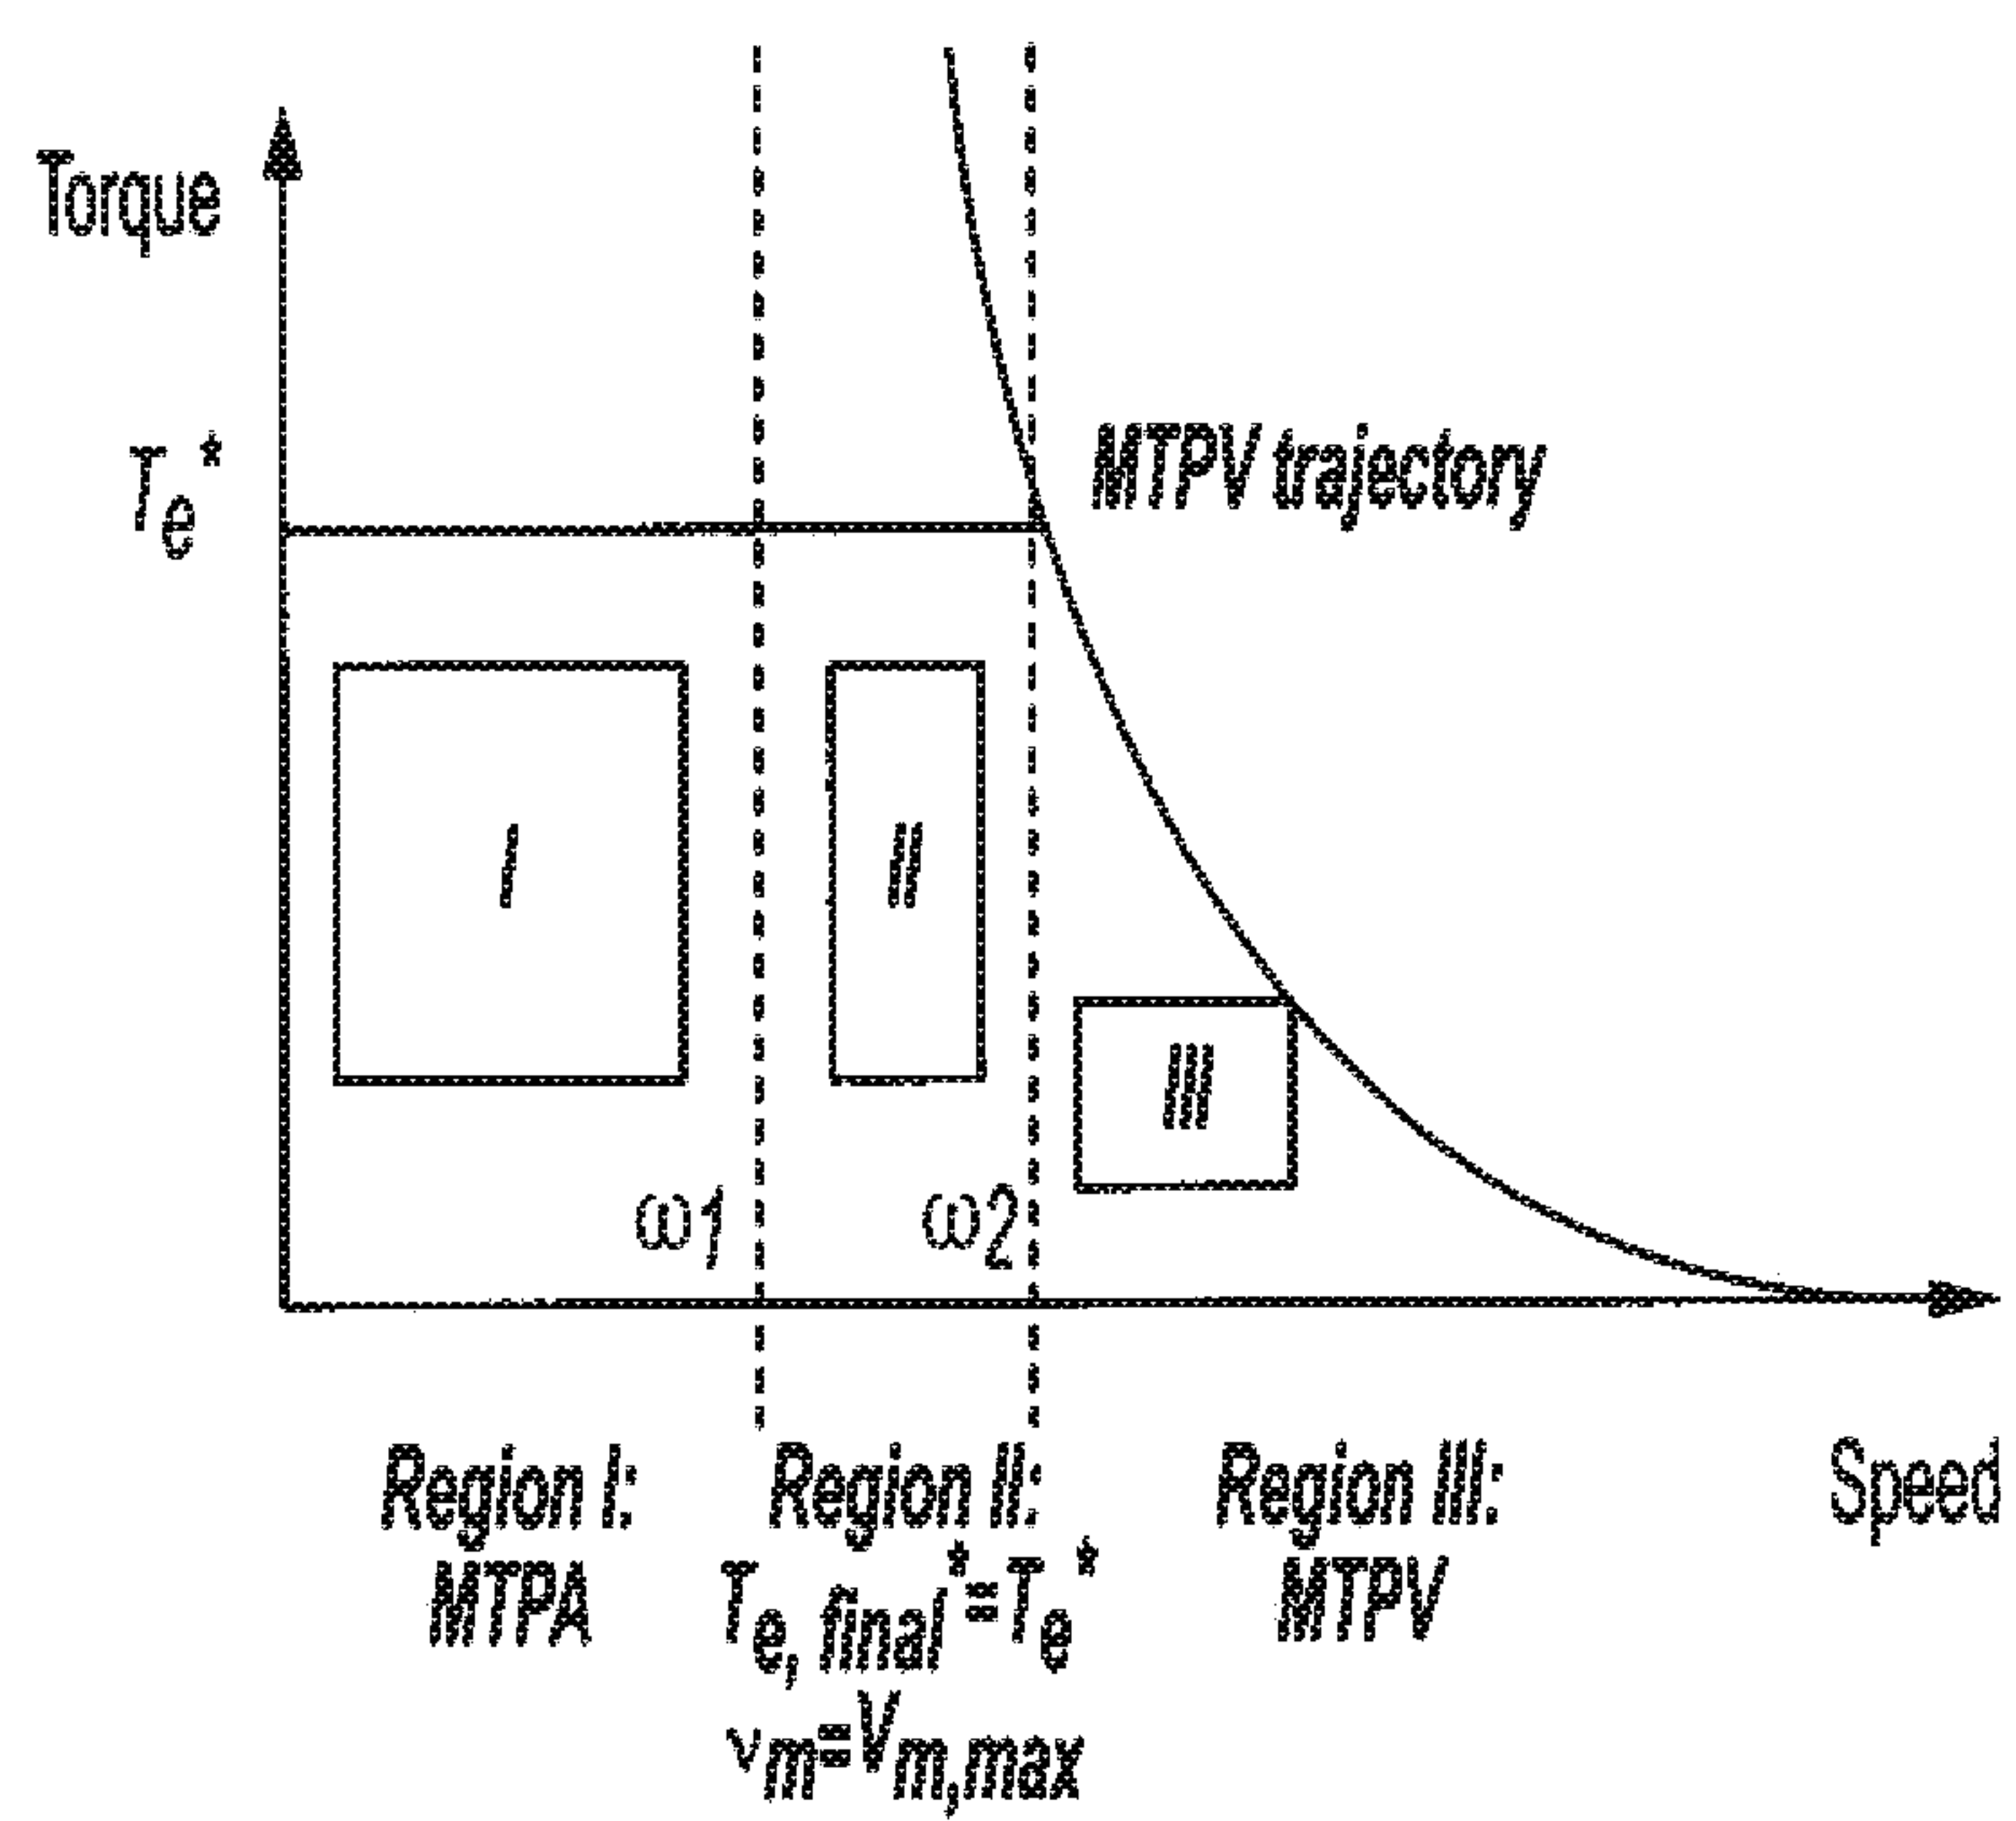 Torque
Te*
MTPV trajectory
I
II
III
ω1
ω2
Region I:
MTPA
Region II:
Te, final*=Te*
vm=Vm,max
Region III:
MTPV
Speed